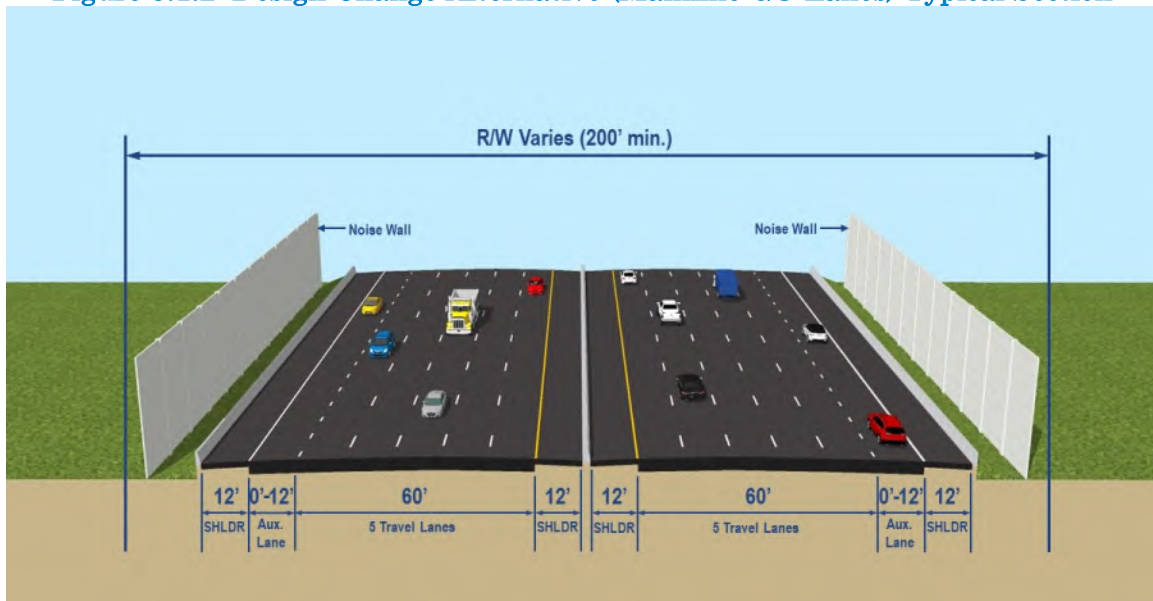 R/W Varies (200' min.)
Noise Wall
Noise Wall
12'
0'-12'
60'
12'
12'
60'
0'-12'
12'
SHLDR
Aux.
Lane
5 Travel Lanes
SHLDR
SHLDR
5 Travel Lanes
Aux.
Lane
SHLDR